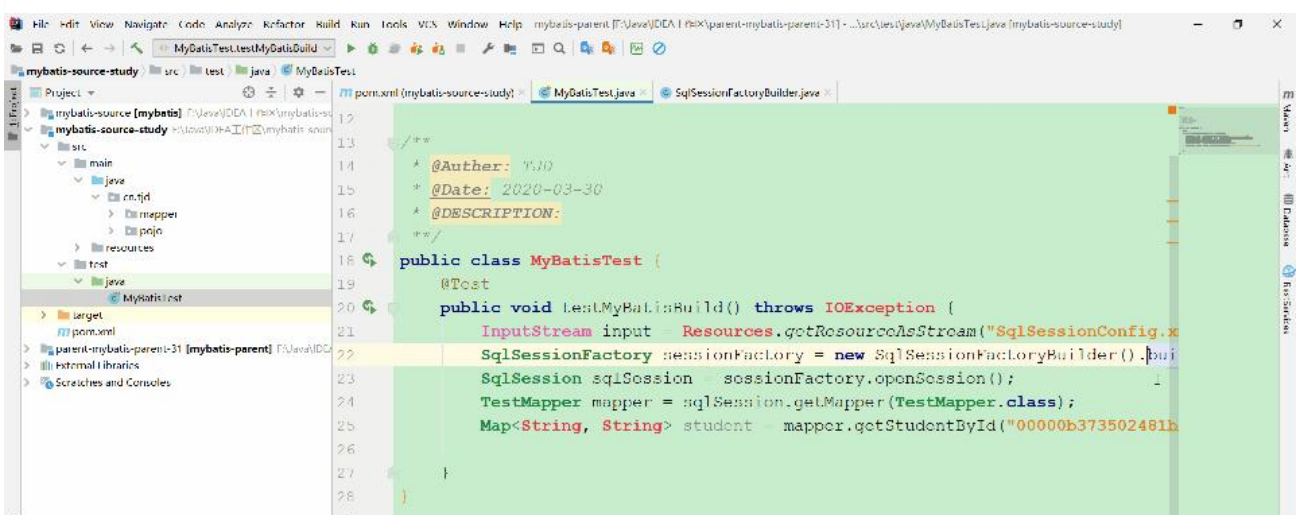 File Edit View Navigate Code Analyze Refactor Build Run Tools VCS Window Help mybatis-parent
MyBatisTest.testMyBatisBuild
mybatis-source-study src test java MyBatisTest
Project
pom.xml (mybatis-source-study) MyBatisTest.java SqlSessionFactoryBuilder.java
1: Project
mybatis-source [mybatis]
mybatis-source-study
src
main
java
cn.tjd
mapper
pojo
resources
test
java
MyBatisTest
target
pom.xml
parent-mybatis-parent-31 [mybatis-parent]
External Libraries
Scratches and Consoles
12
13 /**
14 * @Auther: TJD
15 * @Date: 2020-03-30
16 * @DESCRIPTION:
17 **/
18 public class MyBatisTest {
19 @Test
20 public void testMyBatisBuild() throws IOException {
21 InputStream input = Resources.getResourceAsStream("SqlSessionConfig.x
22 SqlSessionFactory sessionFactory = new SqlSessionFactoryBuilder().bui
23 SqlSession sqlSession = sessionFactory.openSession();
24 TestMapper mapper = sqlSession.getMapper(TestMapper.class);
25 Map<String, String> student = mapper.getStudentById("00000b373502481b
26
27 }
28 }
Maven
Ant
Database
RestServices